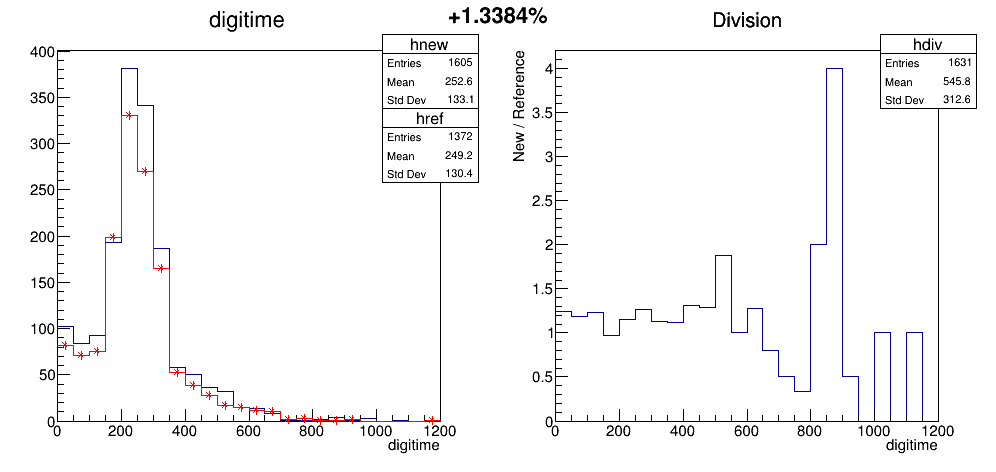 digitime
+1.3384%
Division
hnew
Entries 1605
Mean 252.6
Std Dev 133.1
href
Entries 1372
Mean 249.2
Std Dev 130.4
400
350
300
250
200
150
100
50
0
0 200 400 600 800 1000 1200
digitime
hdiv
Entries 1631
Mean 545.8
Std Dev 312.6
New / Reference
4
3.5
3
2.5
2
1.5
1
0.5
0
0 200 400 600 800 1000 1200
digitime